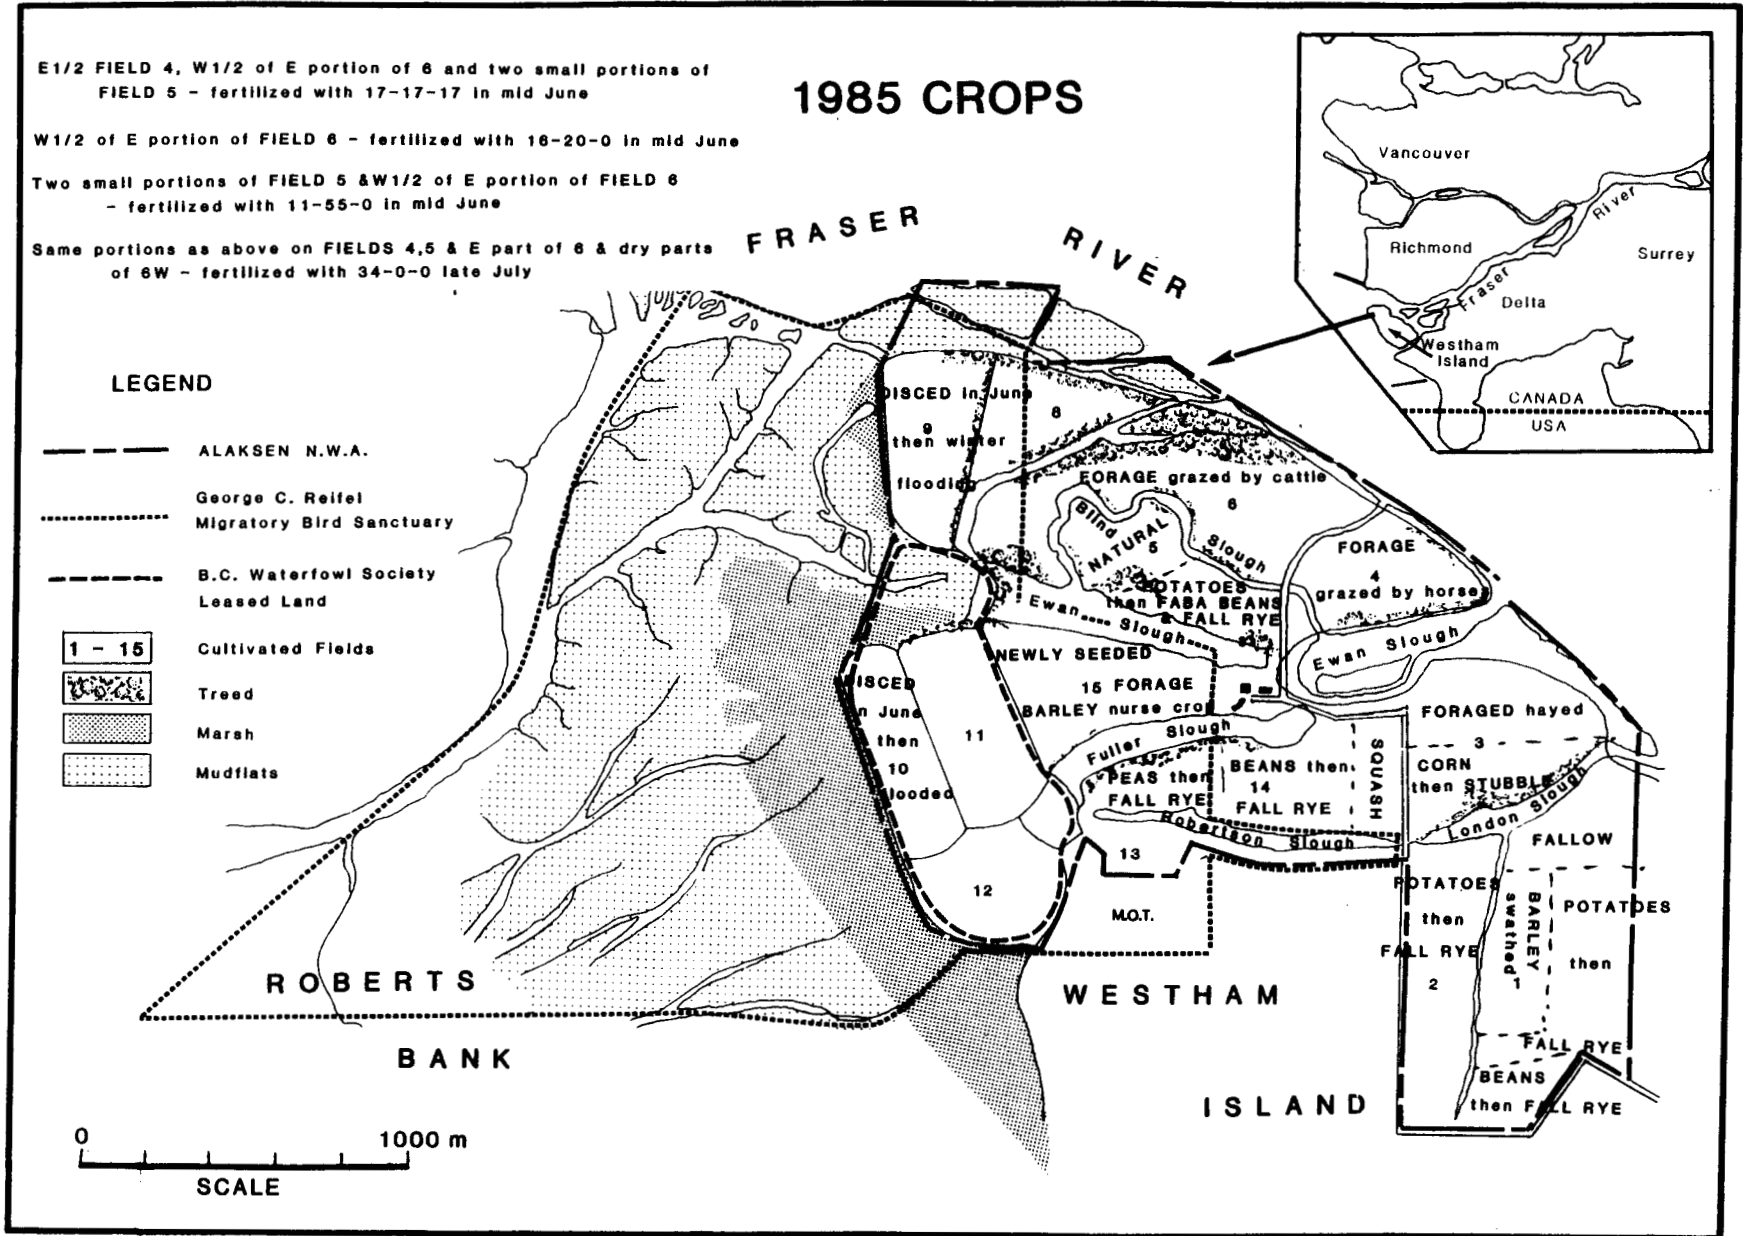 E1/2 FIELD 4, W1/2 of E portion of 6 and two small portions of
FIELD 5 - fertilized with 17-17-17 in mid June
W1/2 of E portion of FIELD 6 - fertilized with 16-20-0 in mid June
Two small portions of FIELD 5 &W1/2 of E portion of FIELD 6
- fertilized with 11-55-0 in mid June
Same portions as above on FIELDS 4,5 & E part of 6 & dry parts
of 6W - fertilized with 34-0-0 late July
1985 CROPS
Vancouver
Richmond
River
Surrey
Fraser
Delta
Westham
Island
CANADA
USA
FRASER
RIVER
LEGEND
ALAKSEN N.W.A.
George C. Reifel
Migratory Bird Sanctuary
B.C. Waterfowl Society
Leased Land
1 - 15
Cultivated Fields
Treed
Marsh
Mudflats
DISCED in June
9
then winter
flooding
8
FORAGE grazed by cattle
6
Blind
Slough
NATURAL
5
POTATOES
then FABA BEANS
& FALL RYE
FORAGE
4
grazed by horse
Ewan Slough
Ewan Slough
NEWLY SEEDED
15 FORAGE
BARLEY nurse crop
Fuller Slough
ISCED
n June
then
10
looded
11
12
PEAS then
FALL RYE
BEANS then
14
FALL RYE
SQUASH
FORAGED hayed
3
CORN
then STUBBLE
London Slough
Robertson Slough
13
M.O.T.
FALLOW
POTATOES
then
FALL RYE
2
BARLEY
swathed
1
POTATOES
then
FALL RYE
BEANS
then FALL RYE
ROBERTS
BANK
WESTHAM
ISLAND
0
1000 m
SCALE